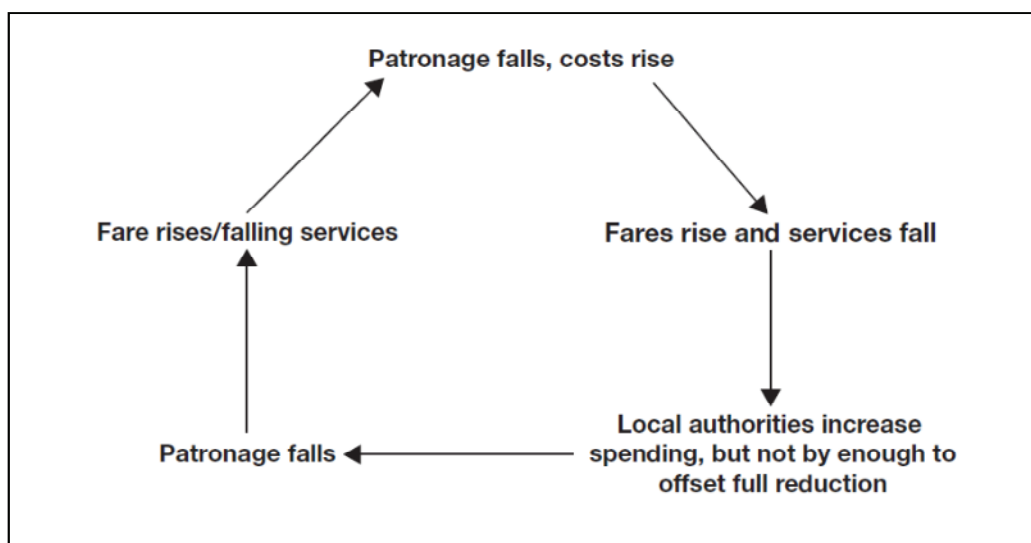 Patronage falls, costs rise
Fare rises/falling services
Fares rise and services fall
Patronage falls
Local authorities increase
spending, but not by enough to
offset full reduction